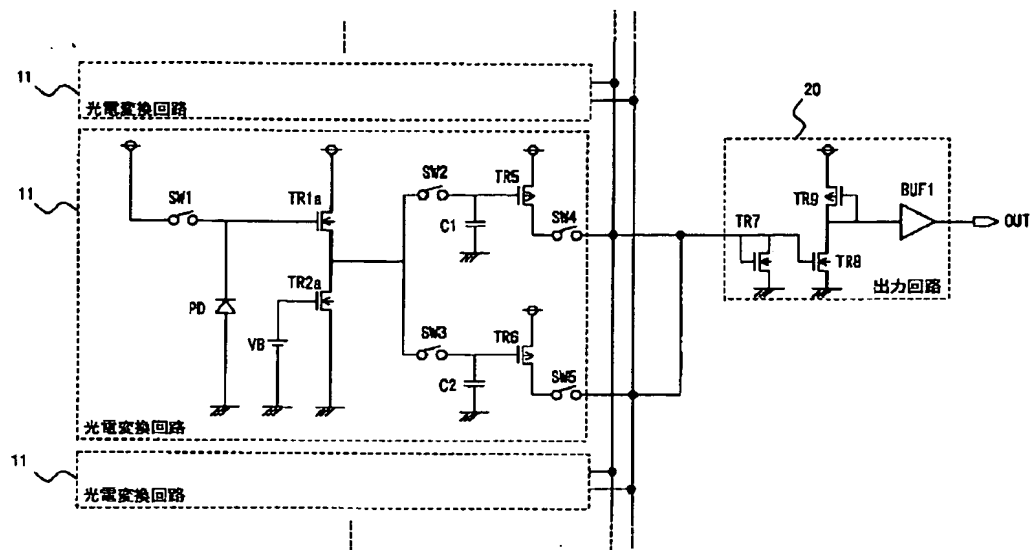 11
光電変換回路
11
SW1
TR1a
TR2a
PD
VB
SW2
C1
TR5
SW4
SW3
C2
TR6
SW5
光電変換回路
11
光電変換回路
20
TR7
TR9
TR8
BUF1
OUT
出力回路